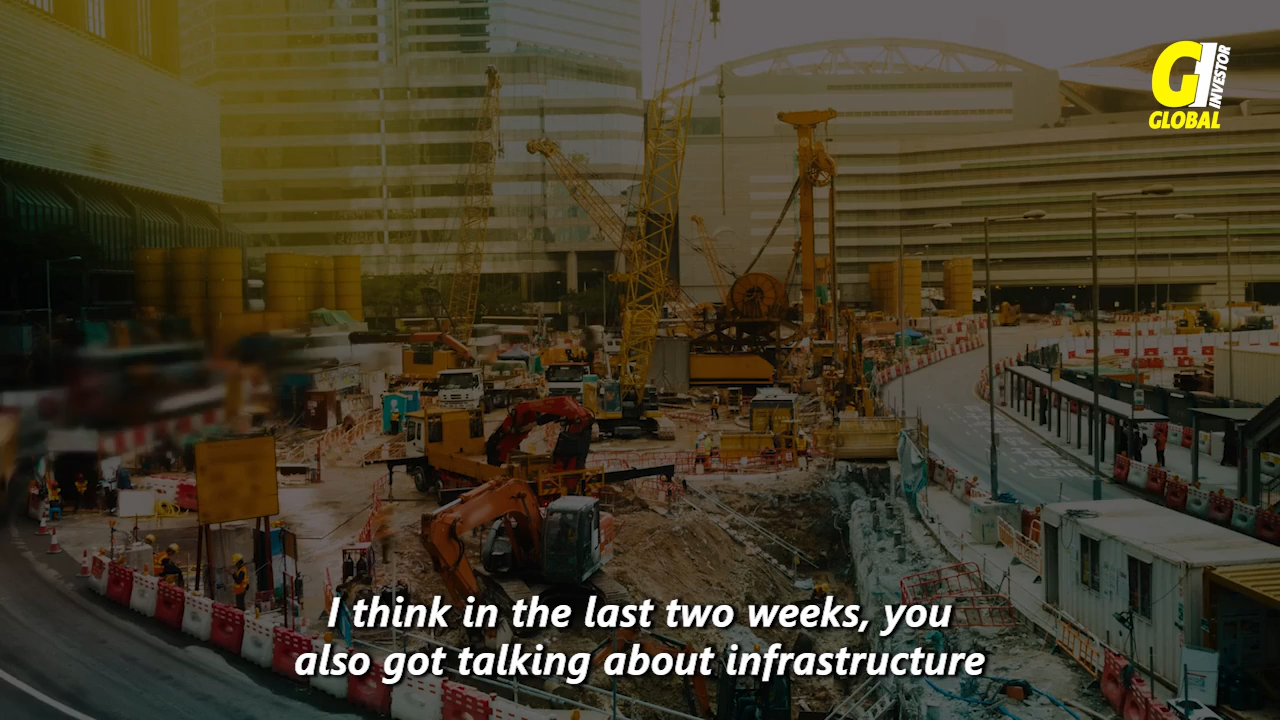 GI
INVESTOR
GLOBAL
I think in the last two weeks, you
also got talking about infrastructure